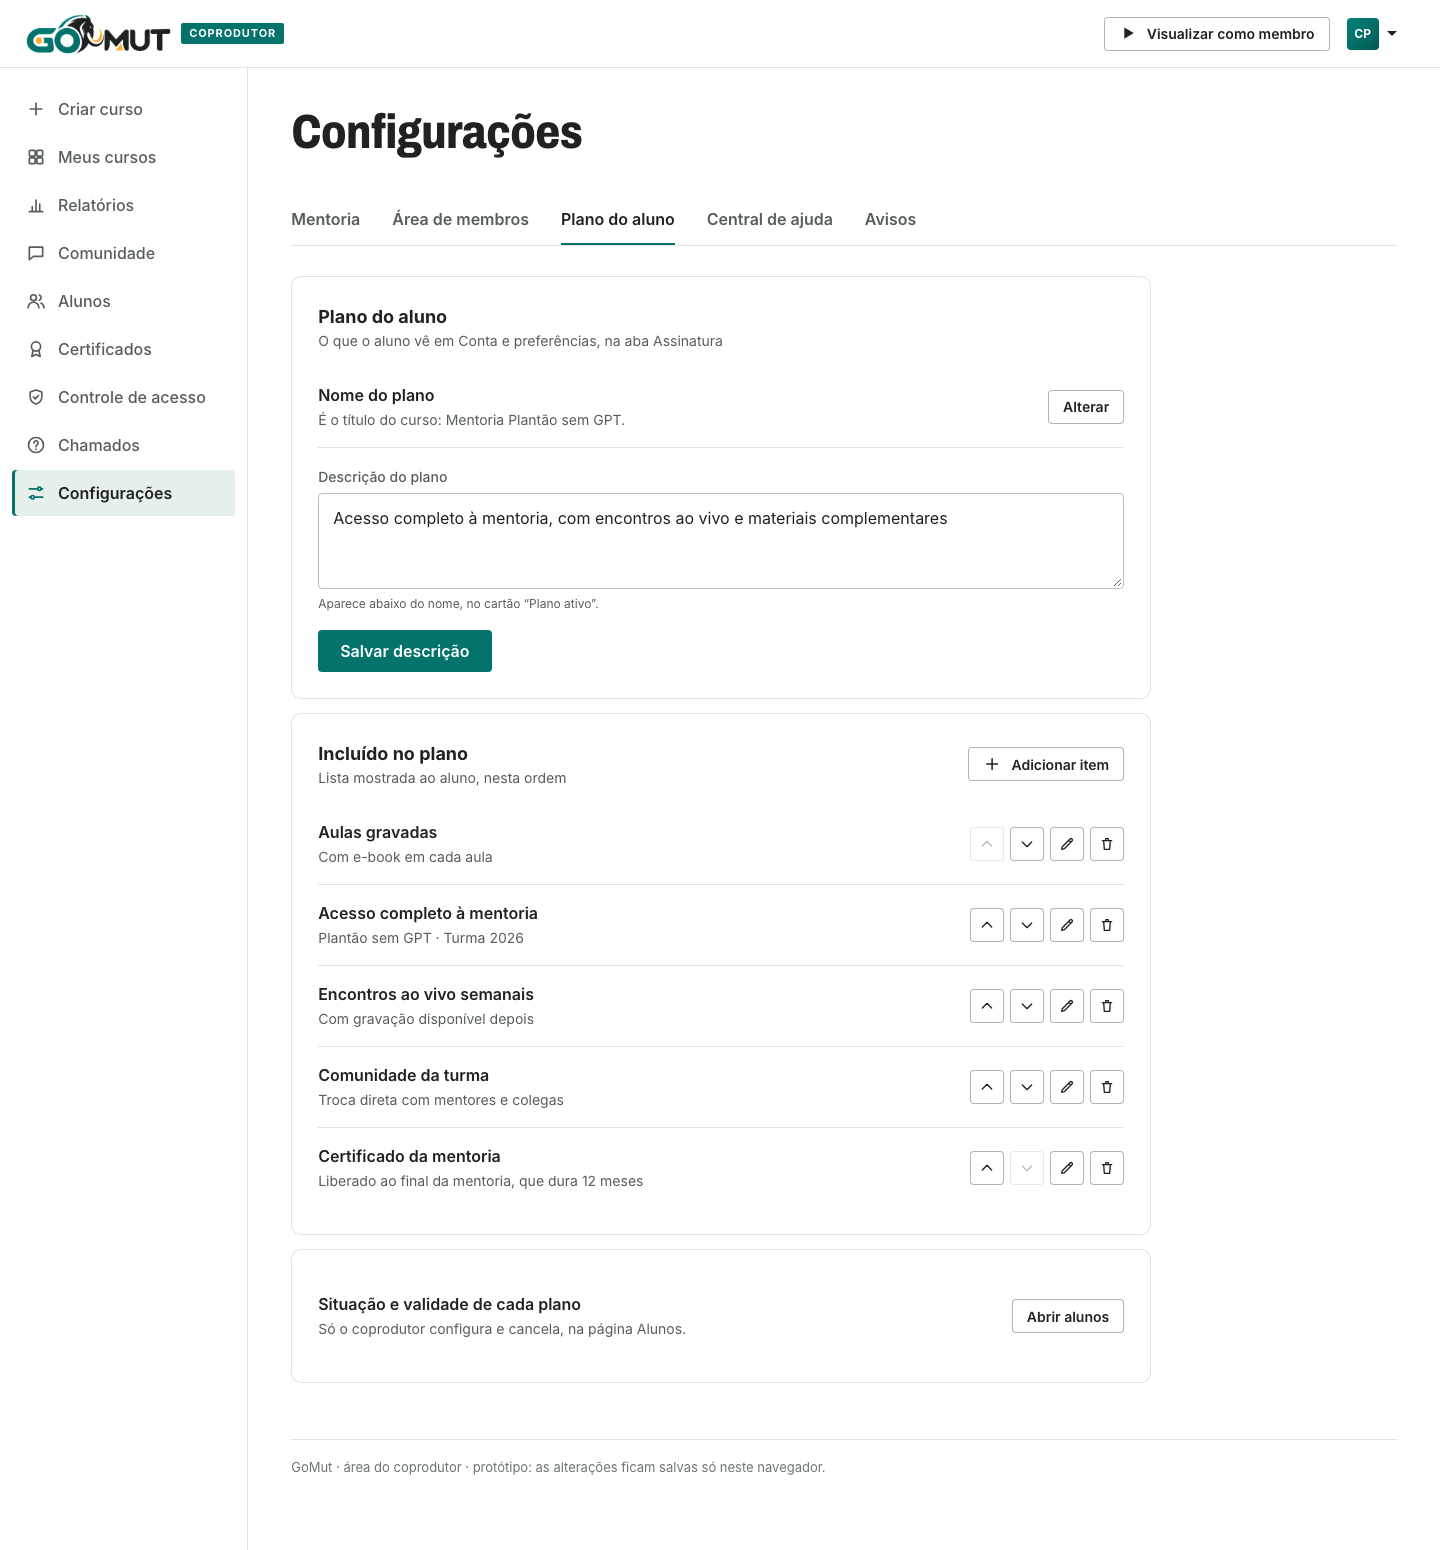 GOMUT COPRODUTOR
Visualizar como membro
CP
Criar curso
Meus cursos
Relatórios
Comunidade
Alunos
Certificados
Controle de acesso
Chamados
Configurações
Configurações
Mentoria Área de membros Plano do aluno Central de ajuda Avisos
Plano do aluno
O que o aluno vê em Conta e preferências, na aba Assinatura
Nome do plano
É o título do curso: Mentoria Plantão sem GPT.
Alterar
Descrição do plano
Acesso completo à mentoria, com encontros ao vivo e materiais complementares
Aparece abaixo do nome, no cartão “Plano ativo”.
Salvar descrição
Incluído no plano
Lista mostrada ao aluno, nesta ordem
Adicionar item
Aulas gravadas
Com e-book em cada aula
Acesso completo à mentoria
Plantão sem GPT · Turma 2026
Encontros ao vivo semanais
Com gravação disponível depois
Comunidade da turma
Troca direta com mentores e colegas
Certificado da mentoria
Liberado ao final da mentoria, que dura 12 meses
Situação e validade de cada plano
Só o coprodutor configura e cancela, na página Alunos.
Abrir alunos
GoMut · área do coprodutor · protótipo: as alterações ficam salvas só neste navegador.